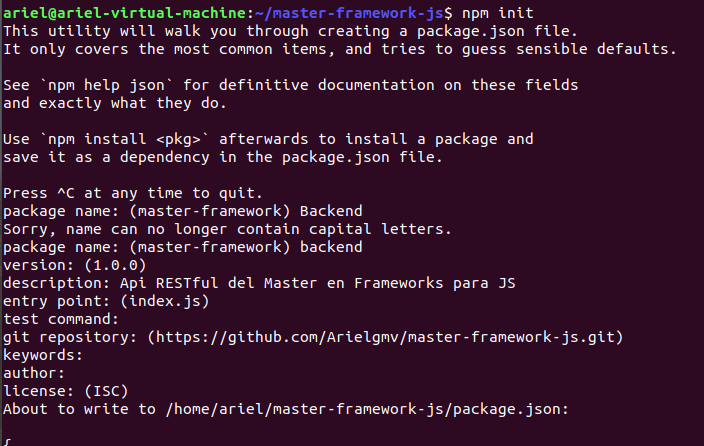 ariel@ariel-virtual-machine:~/master-framework-js$ npm init
This utility will walk you through creating a package.json file.
It only covers the most common items, and tries to guess sensible defaults.

See `npm help json` for definitive documentation on these fields
and exactly what they do.

Use `npm install <pkg>` afterwards to install a package and
save it as a dependency in the package.json file.

Press ^C at any time to quit.
package name: (master-framework) Backend
Sorry, name can no longer contain capital letters.
package name: (master-framework) backend
version: (1.0.0)
description: Api RESTful del Master en Frameworks para JS
entry point: (index.js)
test command:
git repository: (https://github.com/Arielgmv/master-framework-js.git)
keywords:
author:
license: (ISC)
About to write to /home/ariel/master-framework-js/package.json:

{